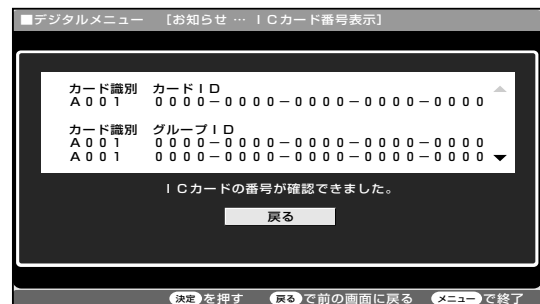 ■デジタルメニュー ［お知らせ … ＩＣカード番号表示］
カード識別 カードＩＤ
Ａ００１ ００００－００００－００００－００００－００００
カード識別 グループＩＤ
Ａ００１ ００００－００００－００００－００００－００００
Ａ００１ ００００－００００－００００－００００－００００
ＩＣカードの番号が確認できました。
戻る
決定 を押す 戻る で前の画面に戻る メニュー で終了